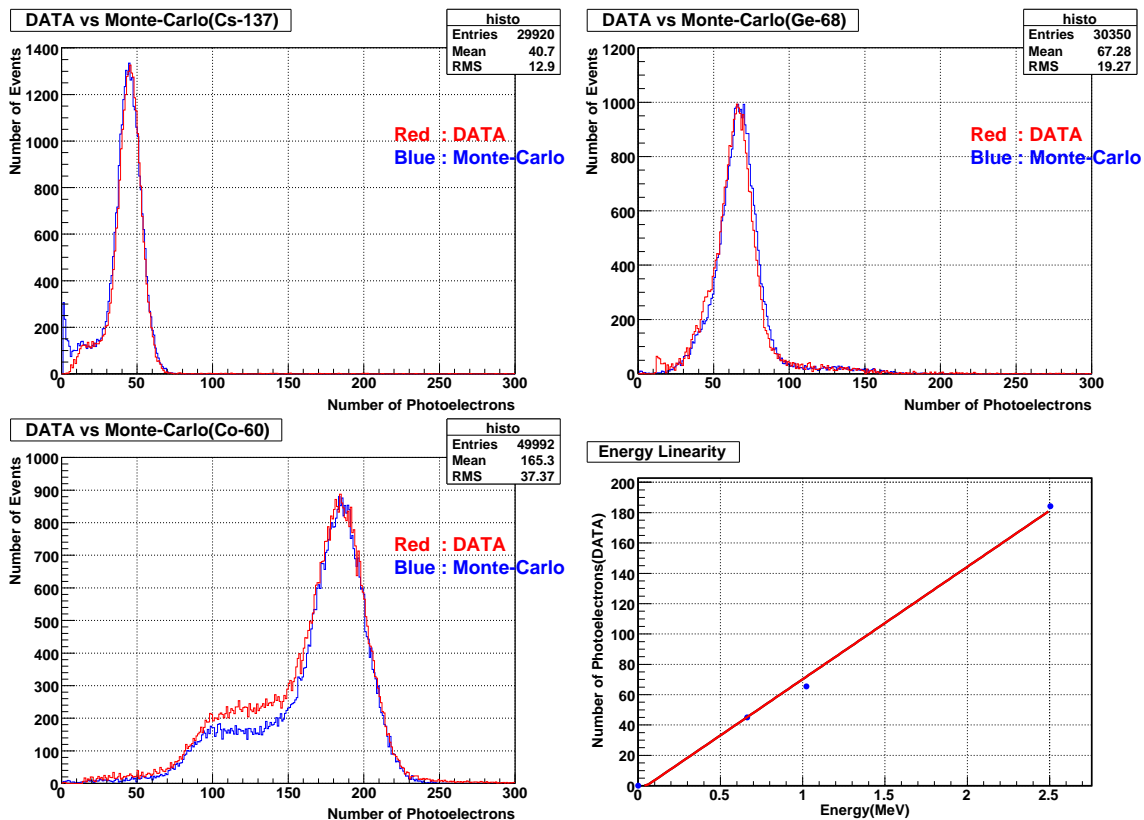 DATA vs Monte-Carlo(Cs-137)
histo
Entries 29920
Mean 40.7
RMS 12.9
Number of Events
1400
1200
1000
800
600
400
200
0
Red : DATA
Blue : Monte-Carlo
0 50 100 150 200 250 300
Number of Photoelectrons
DATA vs Monte-Carlo(Ge-68)
histo
Entries 30350
Mean 67.28
RMS 19.27
Number of Events
1200
1000
800
600
400
200
0
Red : DATA
Blue : Monte-Carlo
0 50 100 150 200 250 300
Number of Photoelectrons
DATA vs Monte-Carlo(Co-60)
histo
Entries 49992
Mean 165.3
RMS 37.37
Number of Events
1000
900
800
700
600
500
400
300
200
100
0
Red : DATA
Blue : Monte-Carlo
0 50 100 150 200 250 300
Number of Photoelectrons
Energy Linearity
Number of Photoelectrons(DATA)
200
180
160
140
120
100
80
60
40
20
0
0 0.5 1 1.5 2 2.5
Energy(MeV)